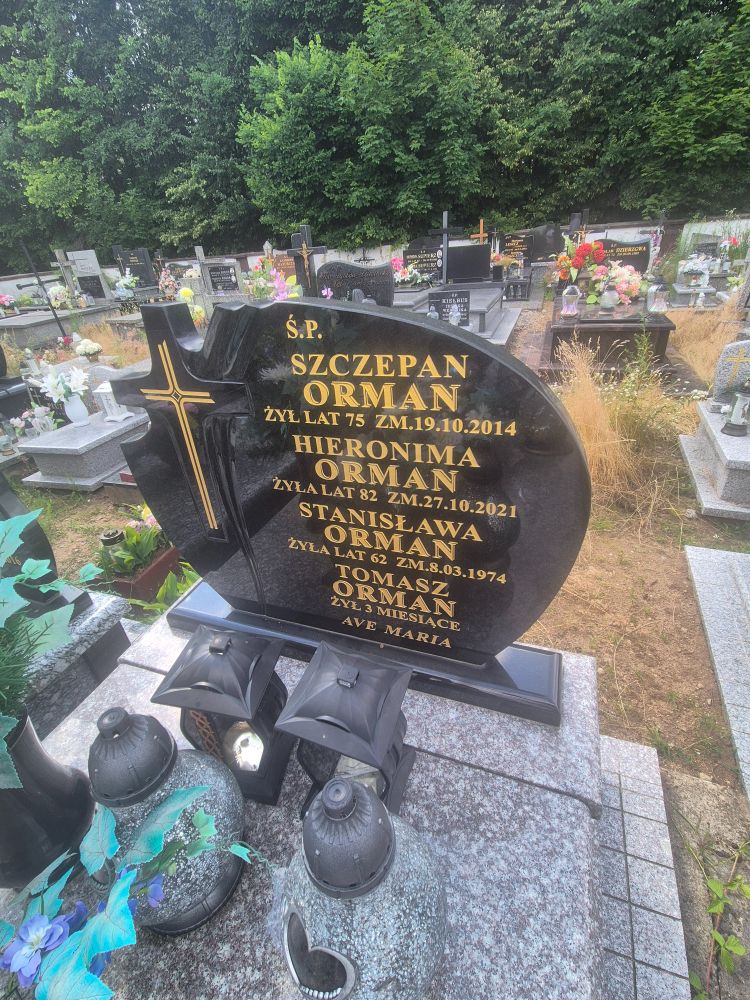 Ś.P.
SZCZEPAN
ORMAN
ŻYŁ LAT 75 ZM.19.10.2014
HIERONIMA
ORMAN
ŻYŁA LAT 82 ZM.27.10.2021
STANISŁAWA
ORMAN
ŻYŁA LAT 62 ZM.8.03.1974
TOMASZ
ORMAN
ŻYŁ 3 MIESIĄCE
AVE MARIA